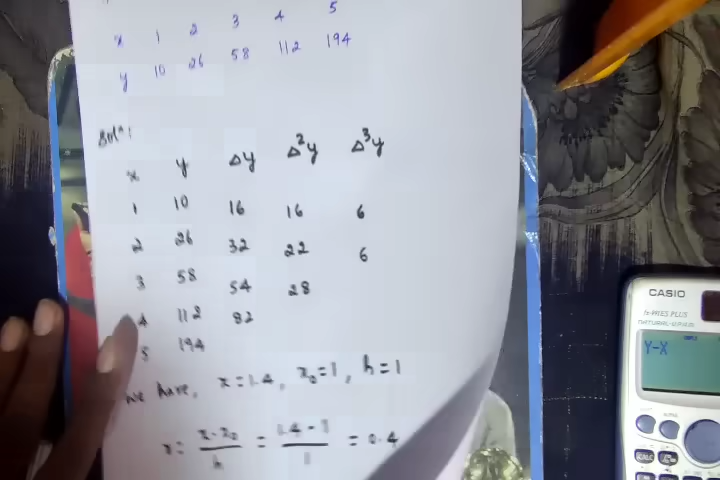 x 1 2 3 4 5
y 10 26 58 112 194
Solⁿ:
x y Δy Δ²y Δ³y
1 10 16 16 6
2 26 32 22 6
3 58 54 28
4 112 82
5 194
We have, x = 1.4, x₀ = 1, h = 1
r = x - x₀ / h = 1.4 - 1 / 1 = 0.4
CASIO
fx-991ES PLUS
NATURAL-V.P.A.M.
Y-X
ALPHA
CALC